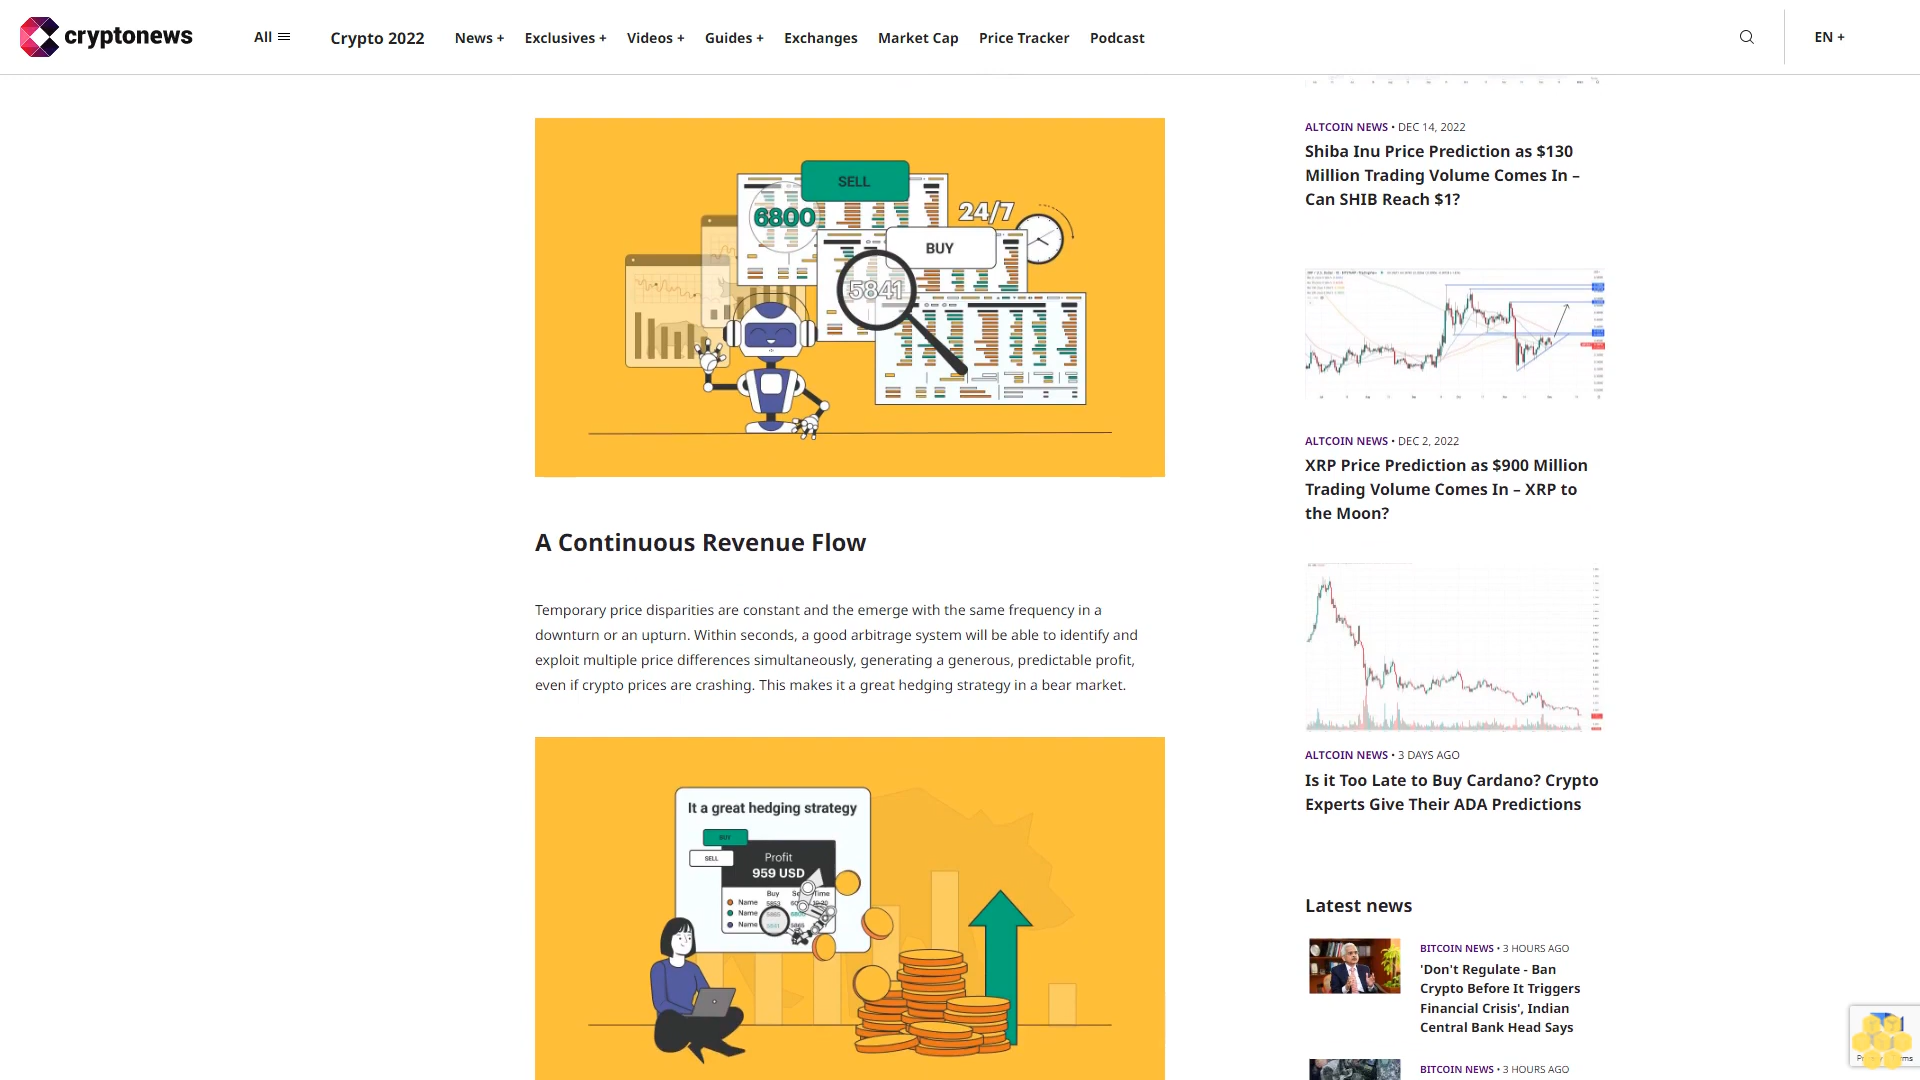 cryptonews
All
Crypto 2022
News +
Exclusives +
Videos +
Guides +
Exchanges
Market Cap
Price Tracker
Podcast
EN +
SELL
6800
24/7
BUY
5841
A Continuous Revenue Flow
Temporary price disparities are constant and the emerge with the same frequency in a
downturn or an upturn. Within seconds, a good arbitrage system will be able to identify and
exploit multiple price differences simultaneously, generating a generous, predictable profit,
even if crypto prices are crashing. This makes it a great hedging strategy in a bear market.
It a great hedging strategy
BUY
SELL
Profit
959 USD
Buy
Name
Name
Name
ALTCOIN NEWS • DEC 14, 2022
Shiba Inu Price Prediction as $130
Million Trading Volume Comes In –
Can SHIB Reach $1?
ALTCOIN NEWS • DEC 2, 2022
XRP Price Prediction as $900 Million
Trading Volume Comes In – XRP to
the Moon?
ALTCOIN NEWS • 3 DAYS AGO
Is it Too Late to Buy Cardano? Crypto
Experts Give Their ADA Predictions
Latest news
BITCOIN NEWS • 3 HOURS AGO
'Don't Regulate - Ban
Crypto Before It Triggers
Financial Crisis', Indian
Central Bank Head Says
BITCOIN NEWS • 3 HOURS AGO